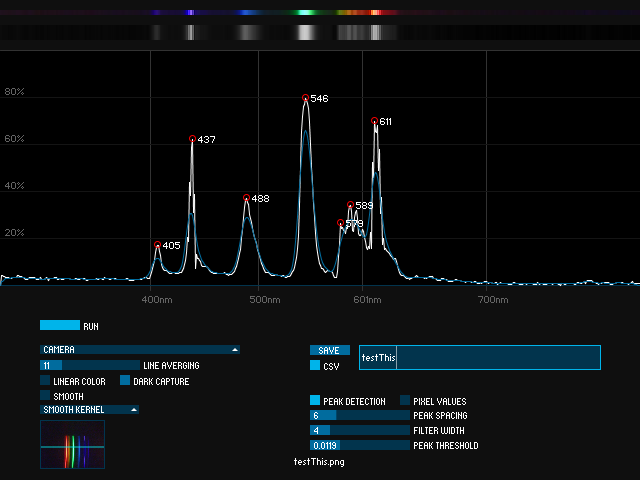 80%
546
611
60%
437
40%
488
589
20%
579
405
400nm
500nm
600nm
700nm
RUN
CAMERA
SAVE
testThis
11
LINE AVERGING
CSV
LINEAR COLOR
DARK CAPTURE
SMOOTH
PEAK DETECTION
PIXEL VALUES
SMOOTH KERNEL
6
PEAK SPACING
4
FILTER WIDTH
0.0119
PEAK THRESHOLD
testThis.png